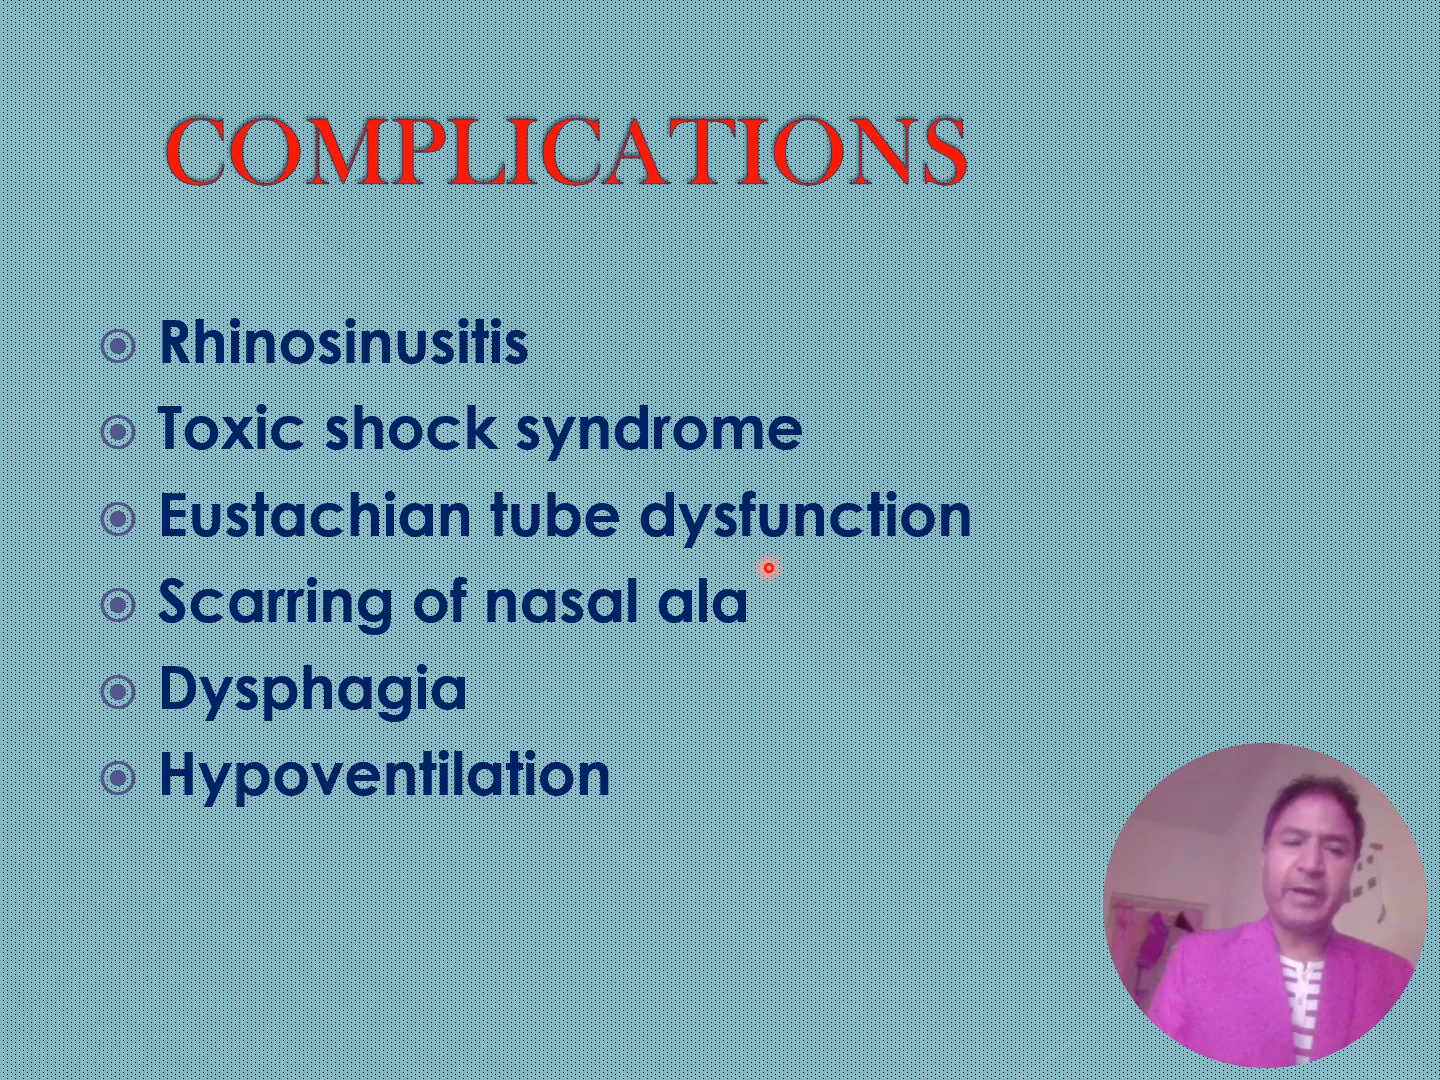 COMPLICATIONS
Rhinosinusitis
Toxic shock syndrome
Eustachian tube dysfunction
Scarring of nasal ala
Dysphagia
Hypoventilation